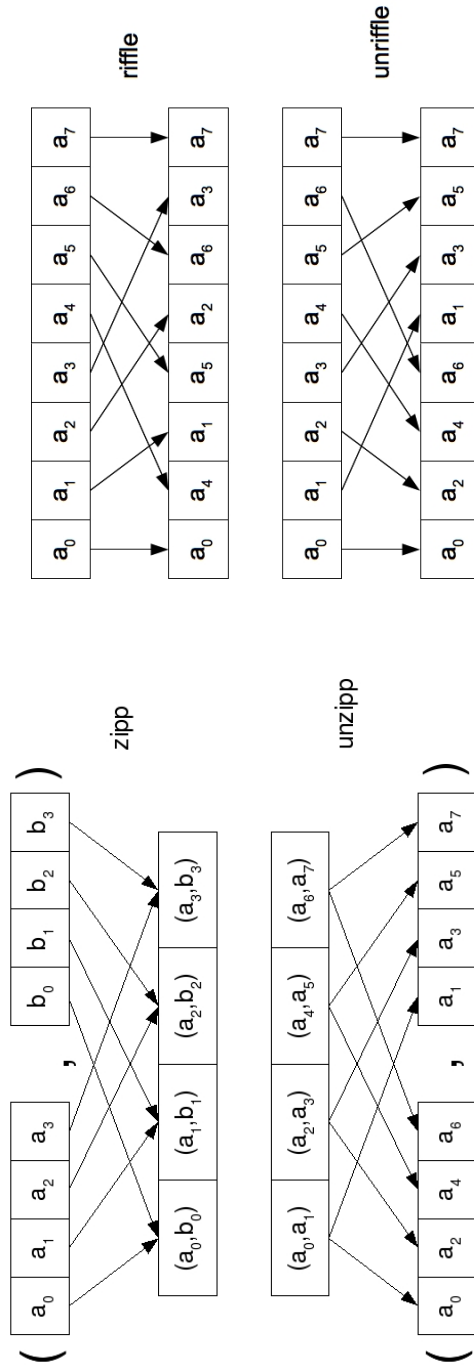 ( a₀ a₁ a₂ a₃ , b₀ b₁ b₂ b₃ )
zipp
(a₀,b₀) (a₁,b₁) (a₂,b₂) (a₃,b₃)
(a₀,a₁) (a₂,a₃) (a₄,a₅) (a₆,a₇)
unzipp
( a₀ a₂ a₄ a₆ , a₁ a₃ a₅ a₇ )
a₀ a₁ a₂ a₃ a₄ a₅ a₆ a₇
riffle
a₀ a₄ a₁ a₅ a₂ a₆ a₃ a₇
a₀ a₁ a₂ a₃ a₄ a₅ a₆ a₇
unriffle
a₀ a₂ a₄ a₆ a₁ a₃ a₅ a₇